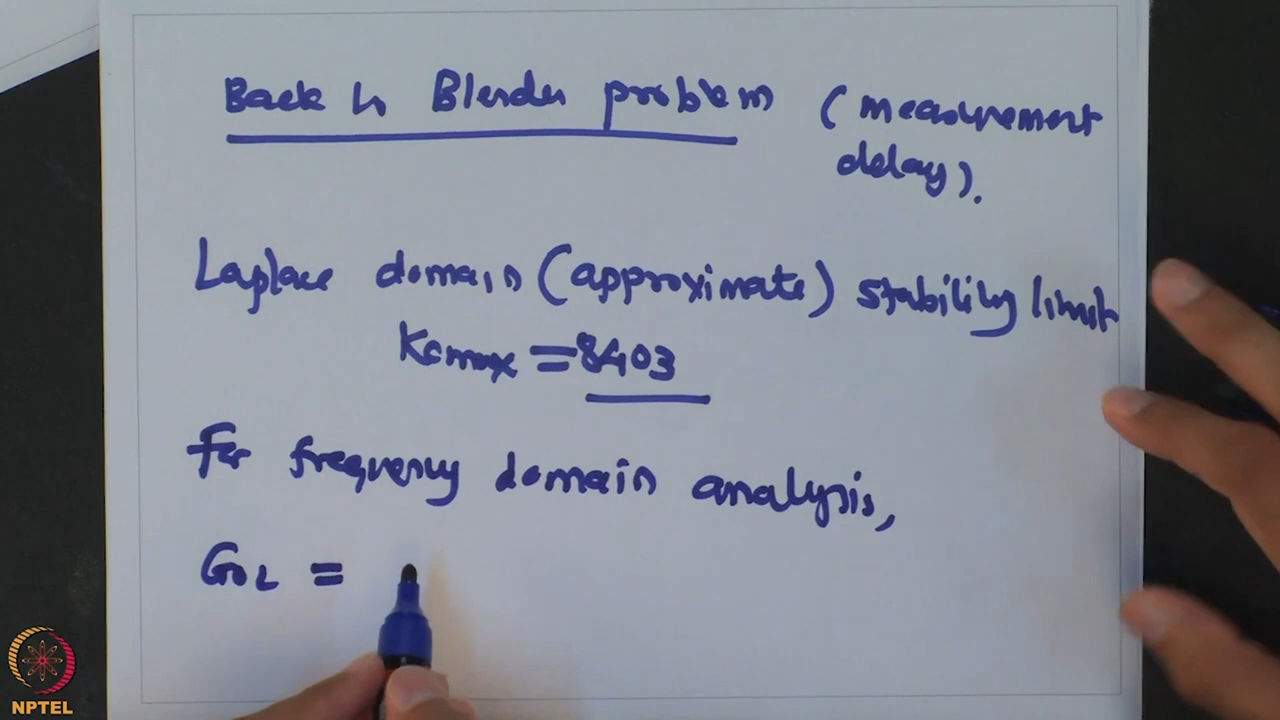 Back to Blender problem (measurement
delay).
Laplace domain (approximate) stability limit
Kcmax = 8403
For frequency domain analysis,
GOL =
NPTEL